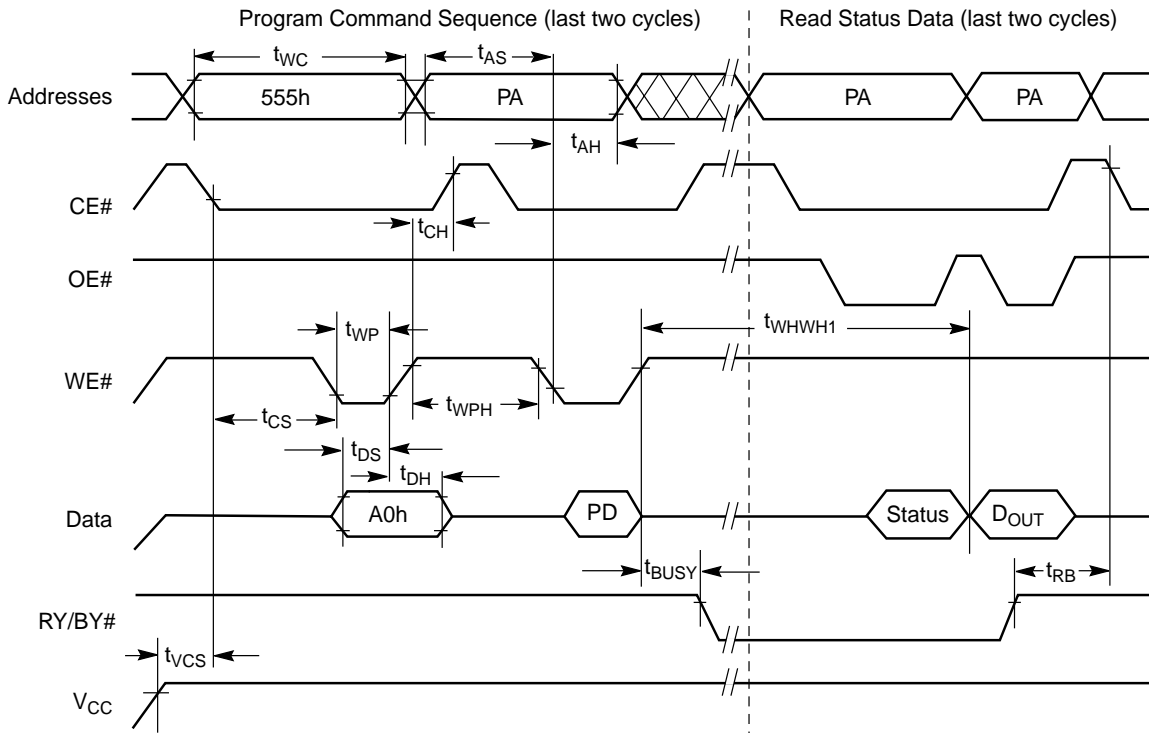 Program Command Sequence (last two cycles) Read Status Data (last two cycles)
tWC tAS
Addresses 555h PA PA PA
tAH
CE#
tCH
OE#
tWP tWHWH1
WE#
tCS tWPH
tDS
tDH
Data A0h PD Status DOUT
tBUSY tRB
RY/BY#
tVCS
VCC